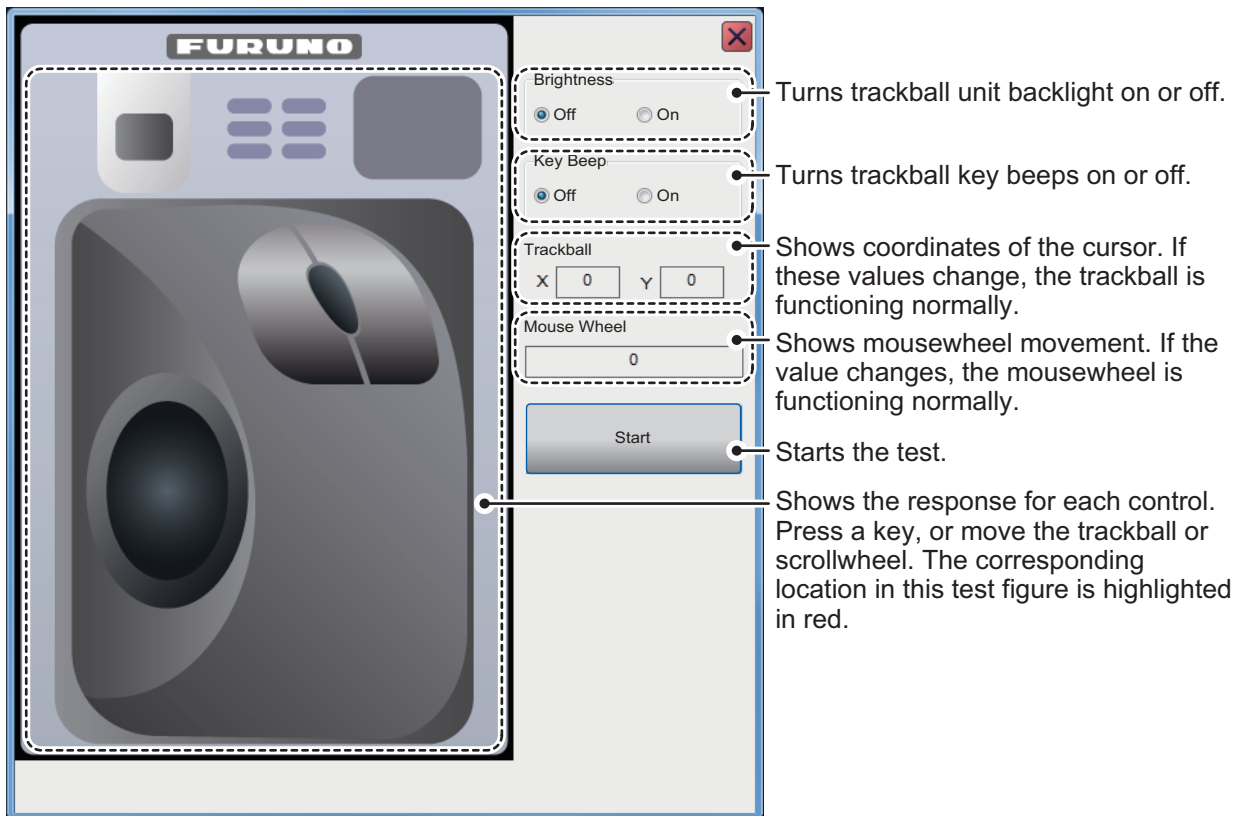 FURUNO
Brightness
Off On
Turns trackball unit backlight on or off.
Key Beep
Off On
Turns trackball key beeps on or off.
Trackball
X 0 Y 0
Shows coordinates of the cursor. If
these values change, the trackball is
functioning normally.
Mouse Wheel
0
Shows mousewheel movement. If the
value changes, the mousewheel is
functioning normally.
Start
Starts the test.
Shows the response for each control.
Press a key, or move the trackball or
scrollwheel. The corresponding
location in this test figure is highlighted
in red.